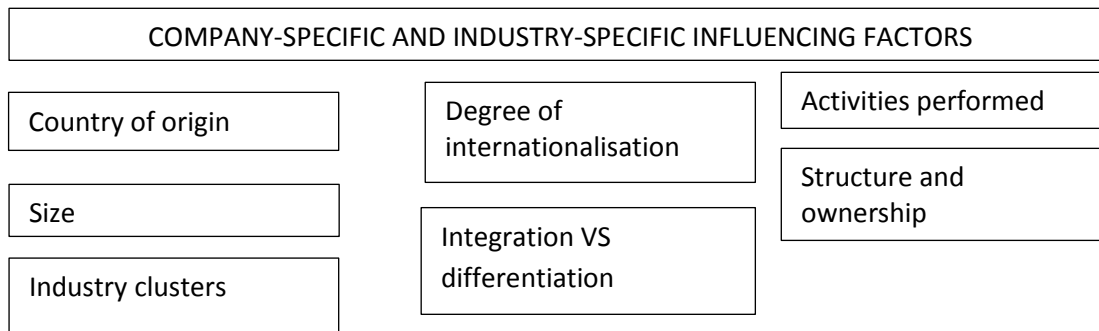 COMPANY-SPECIFIC AND INDUSTRY-SPECIFIC INFLUENCING FACTORS
Country of origin
Size
Industry clusters
Degree of
internationalisation
Integration VS
differentiation
Activities performed
Structure and
ownership